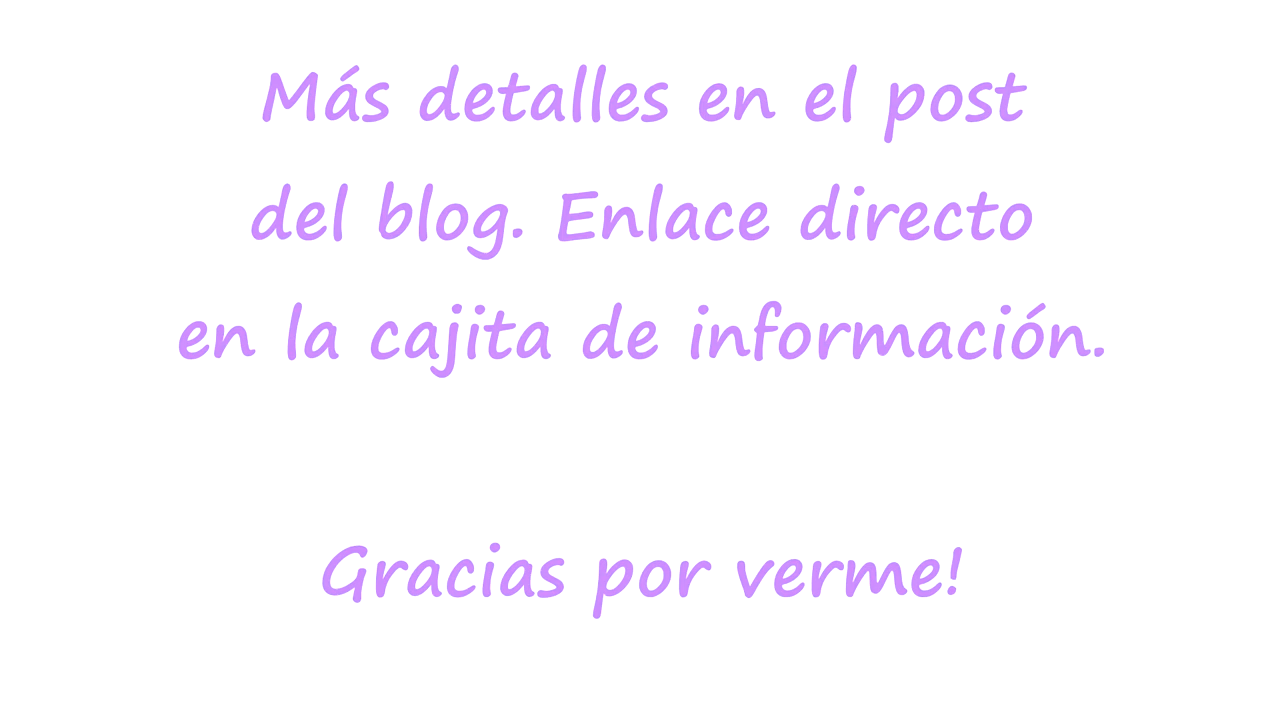 Más detalles en el post
del blog. Enlace directo
en la cajita de información.
Gracias por verme!